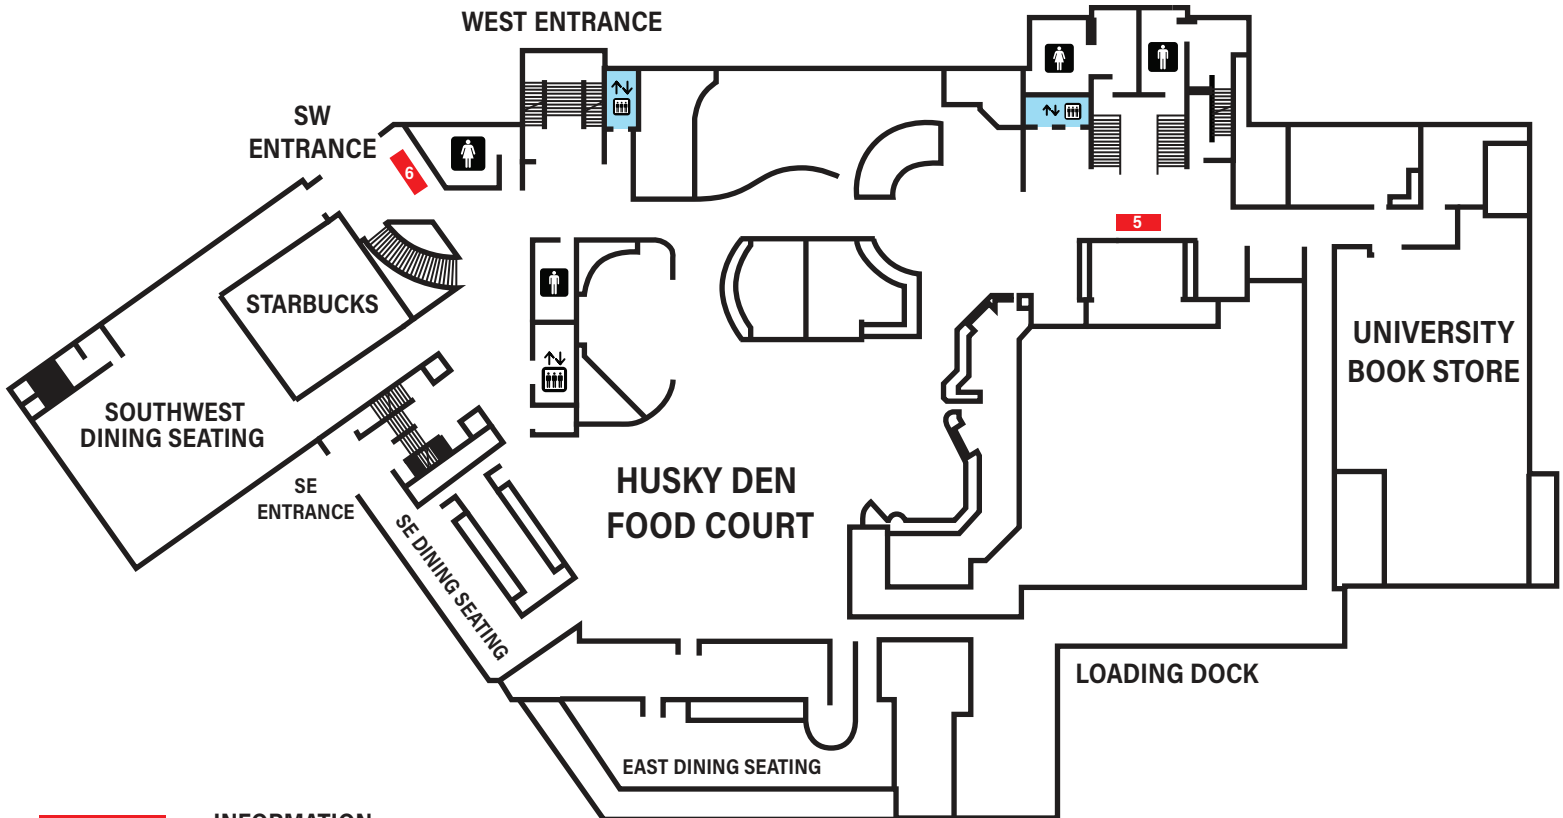 WEST ENTRANCE
SW
ENTRANCE
6
5
STARBUCKS
UNIVERSITY
BOOK STORE
SOUTHWEST
DINING SEATING
SE
ENTRANCE
HUSKY DEN
FOOD COURT
SE DINING SEATING
LOADING DOCK
EAST DINING SEATING
INFORMATION